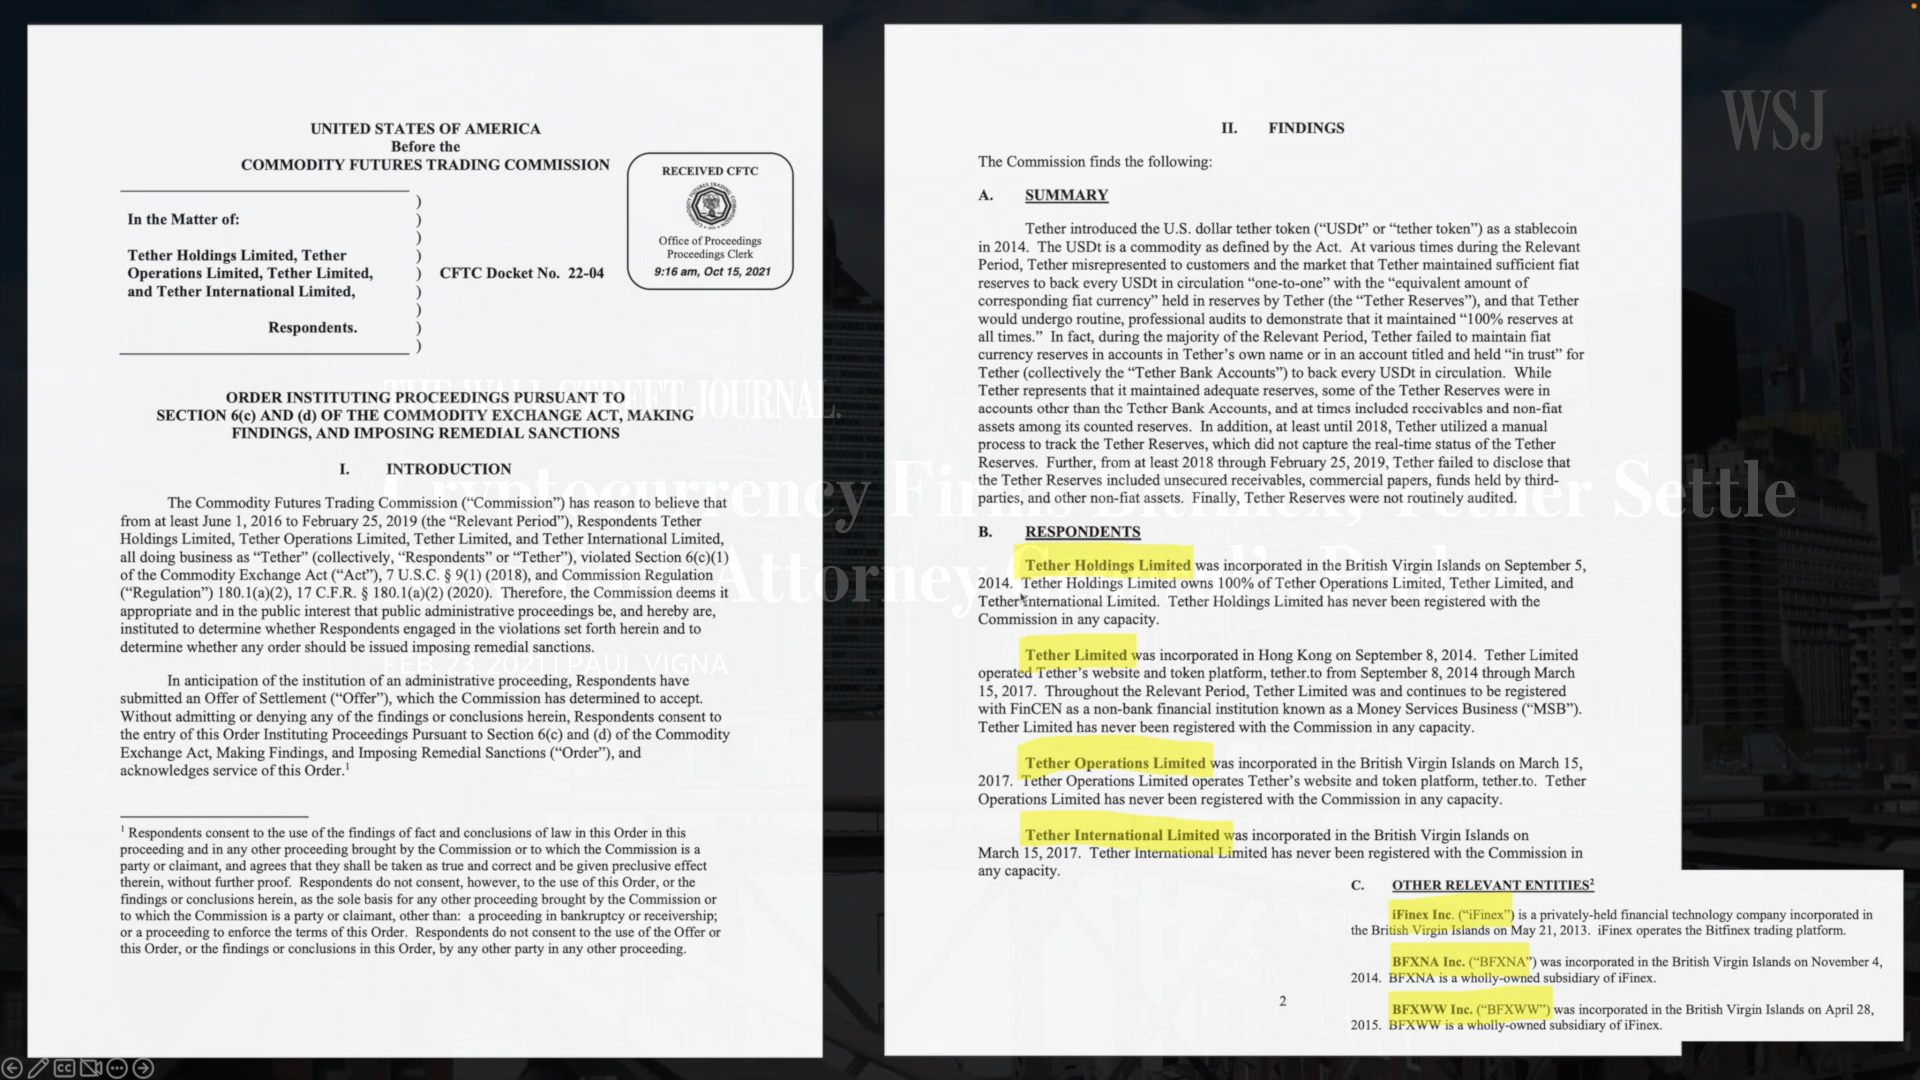 UNITED STATES OF AMERICA
Before the
COMMODITY FUTURES TRADING COMMISSION
RECEIVED CFTC
Office of Proceedings
Proceedings Clerk
9:16 am, Oct 15, 2021
In the Matter of:
Tether Holdings Limited, Tether
Operations Limited, Tether Limited,
and Tether International Limited,
Respondents.
)
)
)
)
)
)
)
)
)
CFTC Docket No. 22-04
ORDER INSTITUTING PROCEEDINGS PURSUANT TO
SECTION 6(c) AND (d) OF THE COMMODITY EXCHANGE ACT, MAKING
FINDINGS, AND IMPOSING REMEDIAL SANCTIONS
I. INTRODUCTION
The Commodity Futures Trading Commission (“Commission”) has reason to believe that
from at least June 1, 2016 to February 25, 2019 (the “Relevant Period”), Respondents Tether
Holdings Limited, Tether Operations Limited, Tether Limited, and Tether International Limited,
all doing business as “Tether” (collectively, “Respondents” or “Tether”), violated Section 6(c)(1)
of the Commodity Exchange Act (“Act”), 7 U.S.C. § 9(1) (2018), and Commission Regulation
(“Regulation”) 180.1(a)(2), 17 C.F.R. § 180.1(a)(2) (2020). Therefore, the Commission deems it
appropriate and in the public interest that public administrative proceedings be, and hereby are,
instituted to determine whether Respondents engaged in the violations set forth herein and to
determine whether any order should be issued imposing remedial sanctions.
In anticipation of the institution of an administrative proceeding, Respondents have
submitted an Offer of Settlement (“Offer”), which the Commission has determined to accept.
Without admitting or denying any of the findings or conclusions herein, Respondents consent to
the entry of this Order Instituting Proceedings Pursuant to Section 6(c) and (d) of the Commodity
Exchange Act, Making Findings, and Imposing Remedial Sanctions (“Order”), and
acknowledges service of this Order.1
1 Respondents consent to the use of the findings of fact and conclusions of law in this Order in this
proceeding and in any other proceeding brought by the Commission or to which the Commission is a
party or claimant, and agrees that they shall be taken as true and correct and be given preclusive effect
therein, without further proof. Respondents do not consent, however, to the use of this Order, or the
findings or conclusions herein, as the sole basis for any other proceeding brought by the Commission or
to which the Commission is a party or claimant, other than: a proceeding in bankruptcy or receivership;
or a proceeding to enforce the terms of this Order. Respondents do not consent to the use of the Offer or
this Order, or the findings or conclusions in this Order, by any other party in any other proceeding.
II. FINDINGS
The Commission finds the following:
A. SUMMARY
Tether introduced the U.S. dollar tether token (“USDt” or “tether token”) as a stablecoin
in 2014. The USDt is a commodity as defined by the Act. At various times during the Relevant
Period, Tether misrepresented to customers and the market that Tether maintained sufficient fiat
reserves to back every USDt in circulation “one-to-one” with the “equivalent amount of
corresponding fiat currency” held in reserves by Tether (the “Tether Reserves”), and that Tether
would undergo routine, professional audits to demonstrate that it maintained “100% reserves at
all times.” In fact, during the majority of the Relevant Period, Tether failed to maintain fiat
currency reserves in accounts in Tether’s own name or in an account titled and held “in trust” for
Tether (collectively the “Tether Bank Accounts”) to back every USDt in circulation. While
Tether represents that it maintained adequate reserves, some of the Tether Reserves were in
accounts other than the Tether Bank Accounts, and at times included receivables and non-fiat
assets among its counted reserves. In addition, at least until 2018, Tether utilized a manual
process to track the Tether Reserves, which did not capture the real-time status of the Tether
Reserves. Further, from at least 2018 through February 25, 2019, Tether failed to disclose that
the Tether Reserves included unsecured receivables, commercial papers, funds held by third-
parties, and other non-fiat assets. Finally, Tether Reserves were not routinely audited.
B. RESPONDENTS
Tether Holdings Limited was incorporated in the British Virgin Islands on September 5,
2014. Tether Holdings Limited owns 100% of Tether Operations Limited, Tether Limited, and
Tether International Limited. Tether Holdings Limited has never been registered with the
Commission in any capacity.
Tether Limited was incorporated in Hong Kong on September 8, 2014. Tether Limited
operated Tether’s website and token platform, tether.to from September 8, 2014 through March
15, 2017. Throughout the Relevant Period, Tether Limited was and continues to be registered
with FinCEN as a non-bank financial institution known as a Money Services Business (“MSB”).
Tether Limited has never been registered with the Commission in any capacity.
Tether Operations Limited was incorporated in the British Virgin Islands on March 15,
2017. Tether Operations Limited operates Tether’s website and token platform, tether.to. Tether
Operations Limited has never been registered with the Commission in any capacity.
Tether International Limited was incorporated in the British Virgin Islands on
March 15, 2017. Tether International Limited has never been registered with the Commission in
any capacity.
2
C. OTHER RELEVANT ENTITIES2
iFinex Inc. (“iFinex”) is a privately-held financial technology company incorporated in
the British Virgin Islands on May 21, 2013. iFinex operates the Bitfinex trading platform.
BFXNA Inc. (“BFXNA”) was incorporated in the British Virgin Islands on November 4,
2014. BFXNA is a wholly-owned subsidiary of iFinex.
BFXWW Inc. (“BFXWW”) was incorporated in the British Virgin Islands on April 28,
2015. BFXWW is a wholly-owned subsidiary of iFinex.
WSJ
THE WALL STREET JOURNAL.
Cryptocurrency Firms Bitfinex, Tether Settle
Attorney
FEB. 23, 2021 | PAUL VIGNA
CC